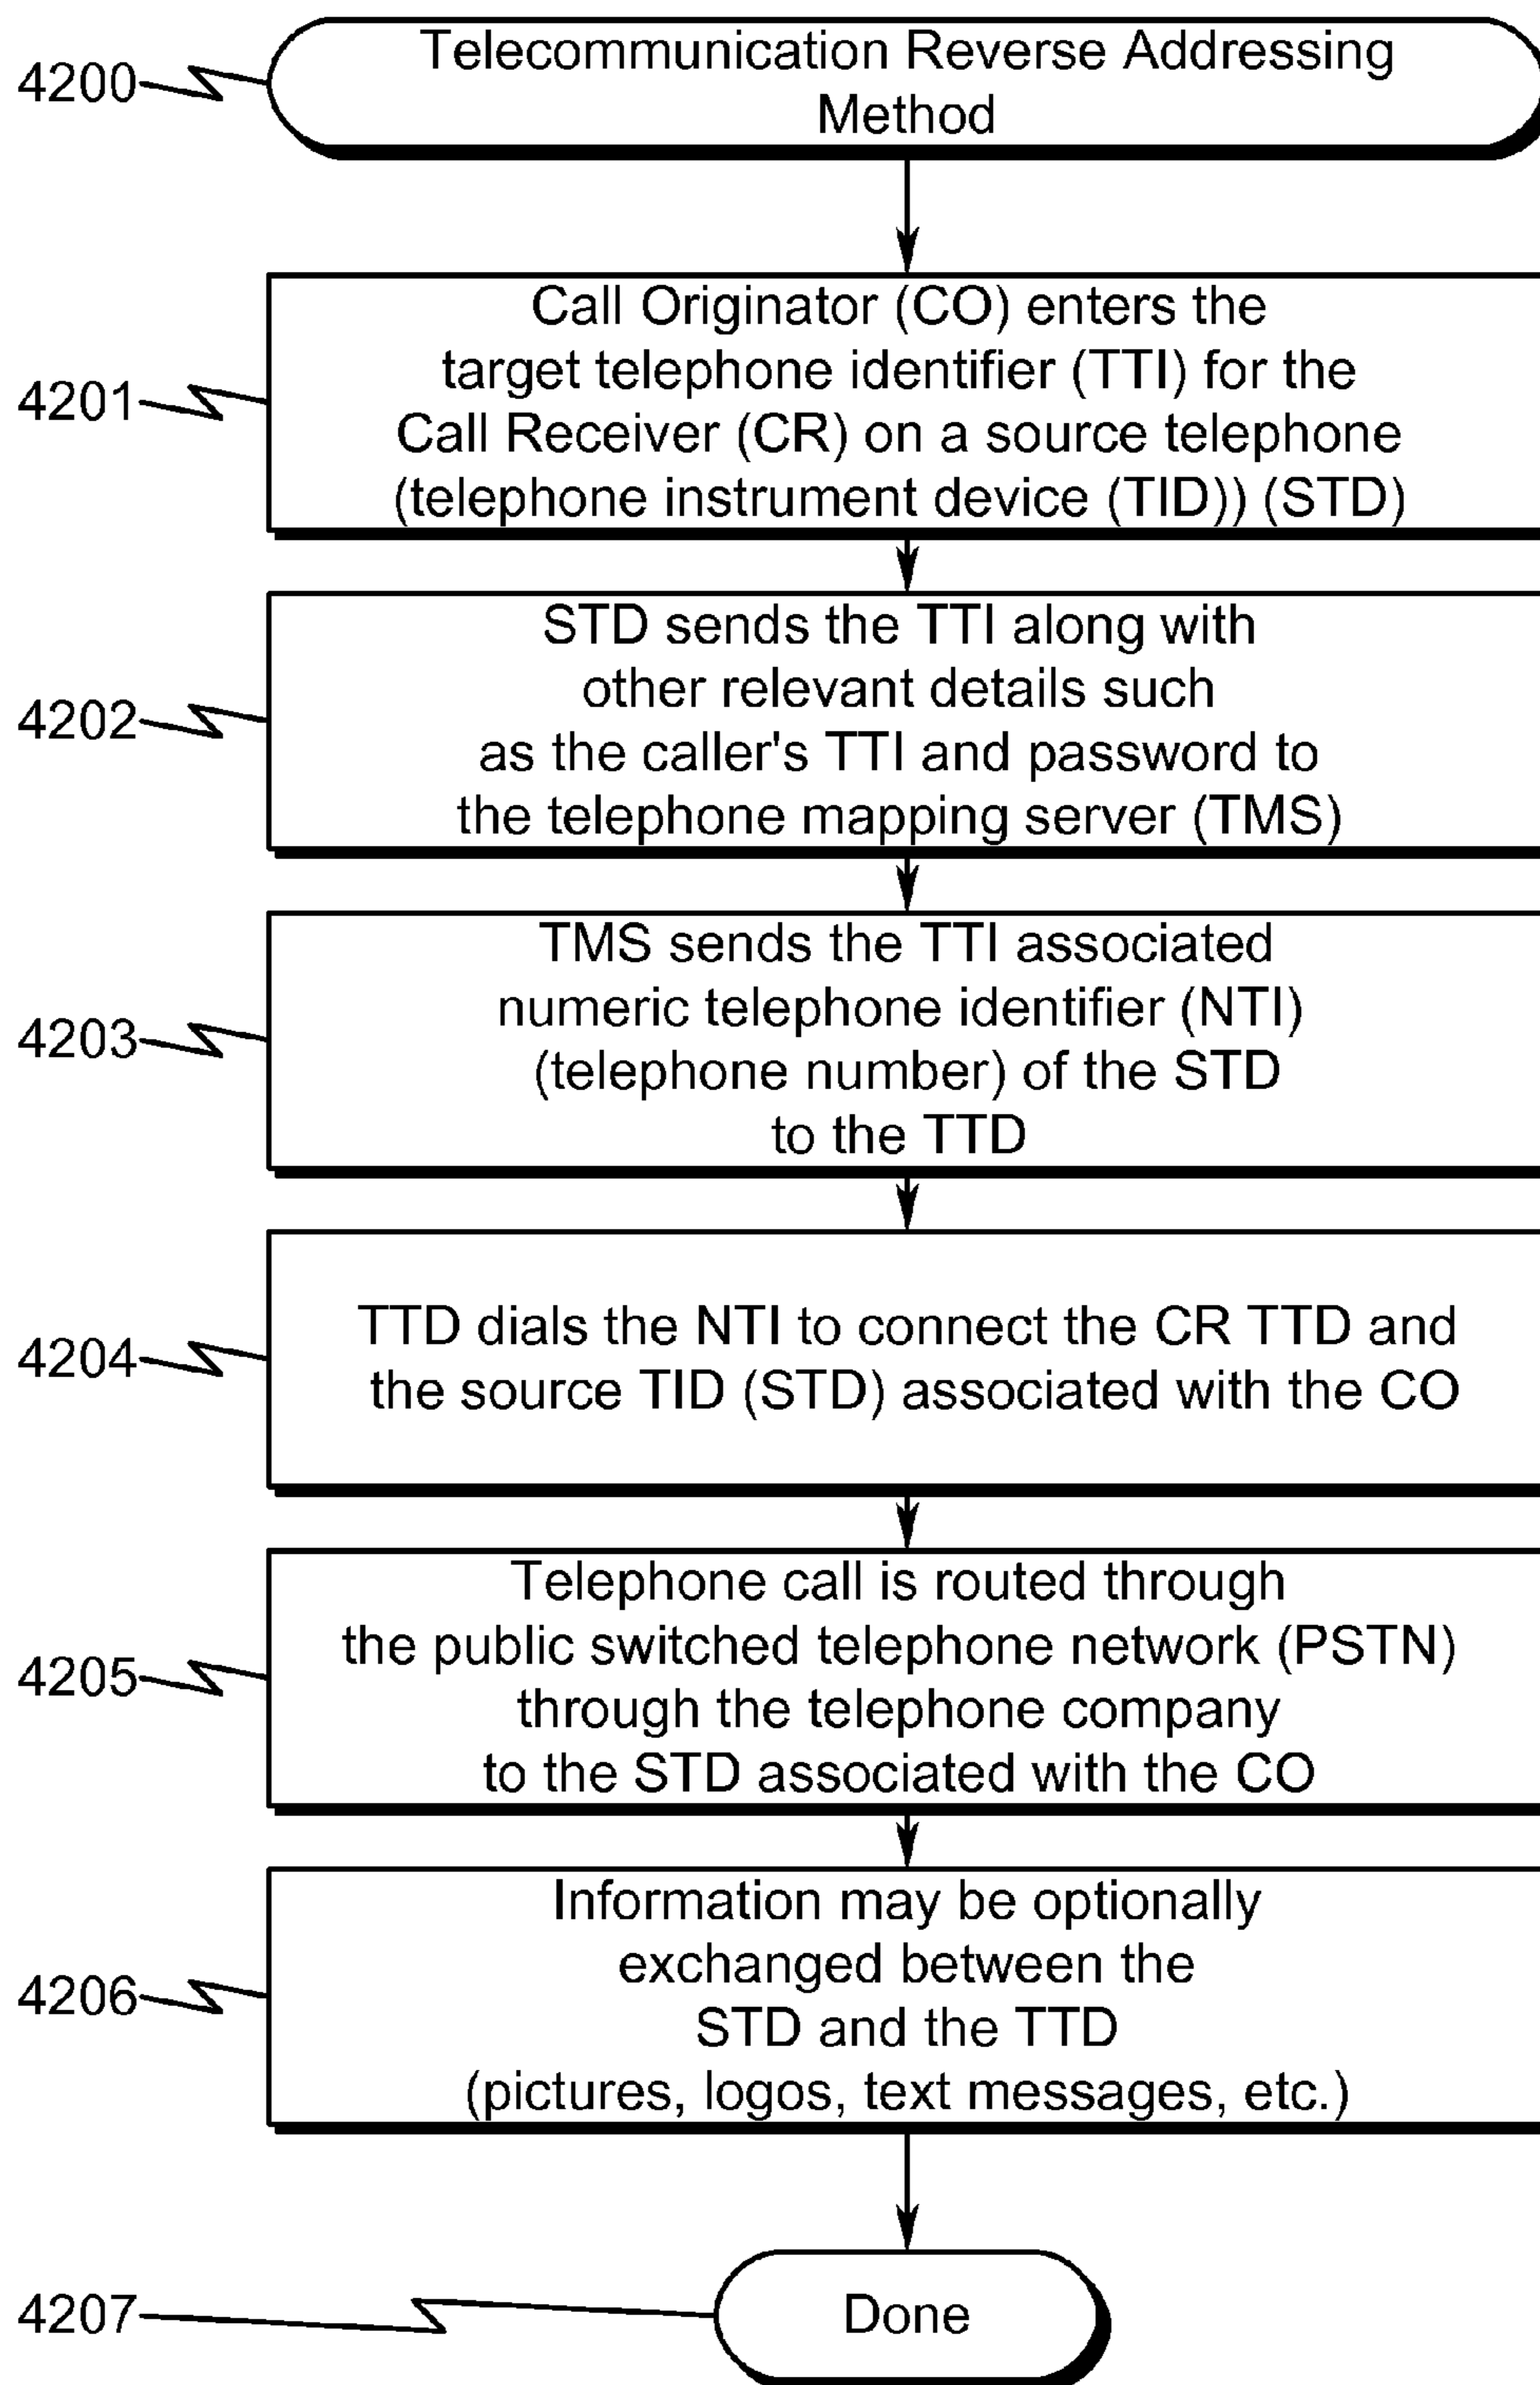 4200
Telecommunication Reverse Addressing
Method
4201
Call Originator (CO) enters the
target telephone identifier (TTI) for the
Call Receiver (CR) on a source telephone
(telephone instrument device (TID)) (STD)
4202
STD sends the TTI along with
other relevant details such
as the caller's TTI and password to
the telephone mapping server (TMS)
4203
TMS sends the TTI associated
numeric telephone identifier (NTI)
(telephone number) of the STD
to the TTD
4204
TTD dials the NTI to connect the CR TTD and
the source TID (STD) associated with the CO
4205
Telephone call is routed through
the public switched telephone network (PSTN)
through the telephone company
to the STD associated with the CO
4206
Information may be optionally
exchanged between the
STD and the TTD
(pictures, logos, text messages, etc.)
4207
Done